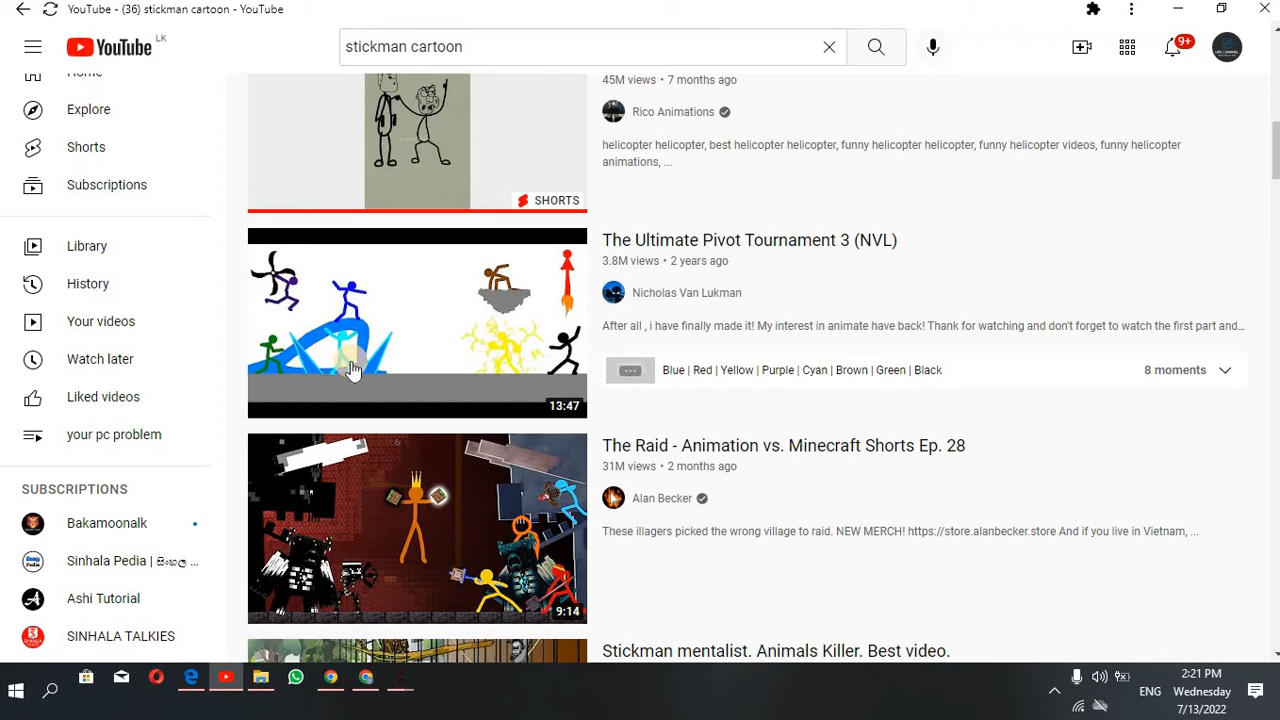 YouTube - (36) stickman cartoon - YouTube
YouTube LK
stickman cartoon
9+
Home
Explore
Shorts
Subscriptions
Library
History
Your videos
Watch later
Liked videos
your pc problem
SUBSCRIPTIONS
Bakamoonalk
Sinhala Pedia | සිංහල ...
Ashi Tutorial
SINHALA TALKIES
45M views • 7 months ago
Rico Animations
helicopter helicopter, best helicopter helicopter, funny helicopter helicopter, funny helicopter videos, funny helicopter
animations, ...
SHORTS
The Ultimate Pivot Tournament 3 (NVL)
3.8M views • 2 years ago
Nicholas Van Lukman
After all , i have finally made it! My interest in animate have back! Thank for watching and don't forget to watch the first part and...
Blue | Red | Yellow | Purple | Cyan | Brown | Green | Black
8 moments
13:47
The Raid - Animation vs. Minecraft Shorts Ep. 28
31M views • 2 months ago
Alan Becker
These illagers picked the wrong village to raid. NEW MERCH! https://store.alanbecker.store And if you live in Vietnam, ...
9:14
Stickman mentalist. Animals Killer. Best video.
ENG
2:21 PM
Wednesday
7/13/2022